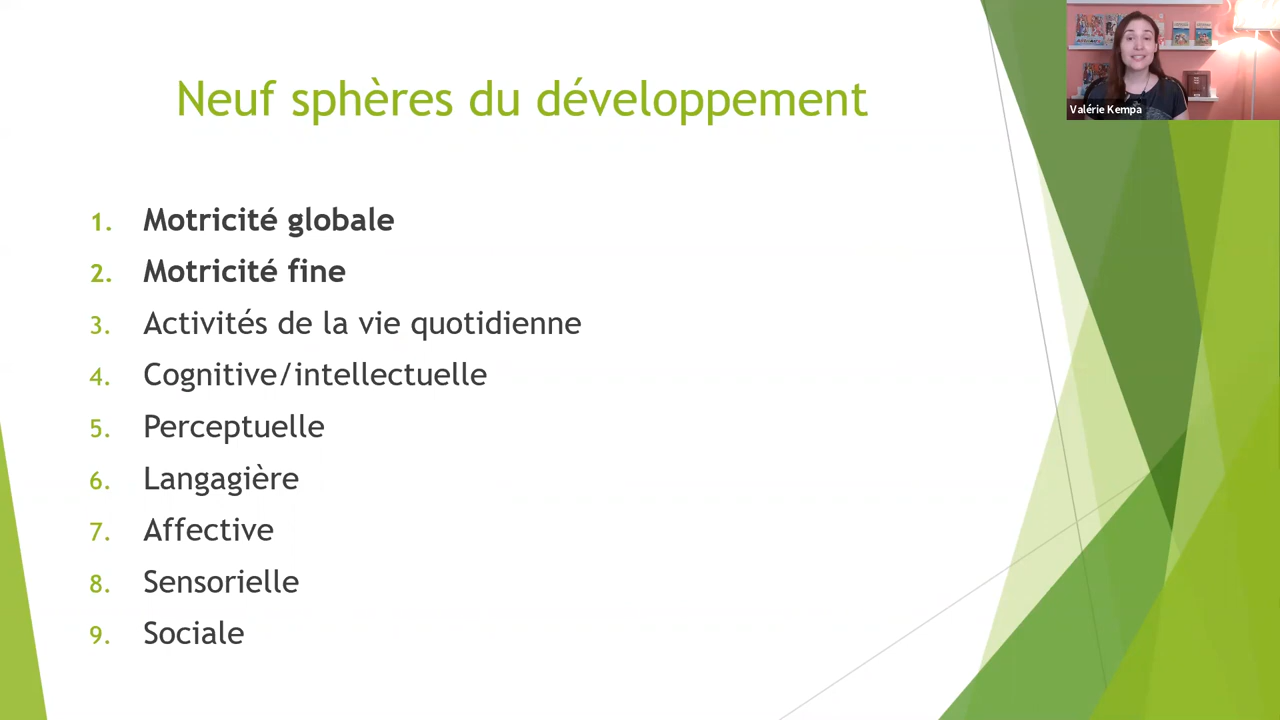 Neuf sphères du développement
Valérie Kempa
1. Motricité globale
2. Motricité fine
3. Activités de la vie quotidienne
4. Cognitive/intellectuelle
5. Perceptuelle
6. Langagière
7. Affective
8. Sensorielle
9. Sociale